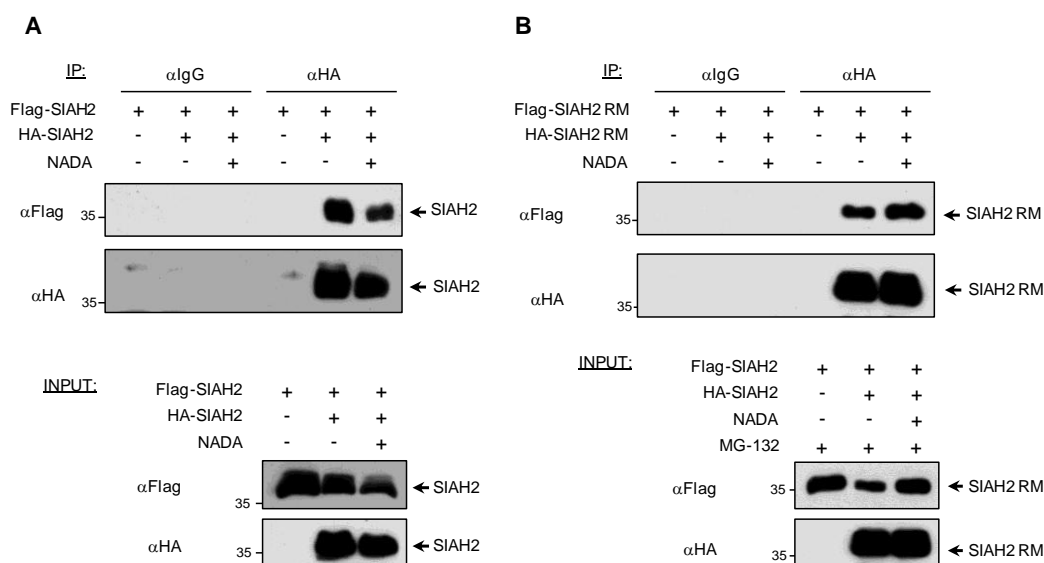 A
IP:
αIgG αHA
Flag-SIAH2 + + + + + +
HA-SIAH2 - + + - + +
NADA - - + - - +
αFlag 35 SIAH2
αHA 35 SIAH2
INPUT:
Flag-SIAH2 + + +
HA-SIAH2 - + +
NADA - - +
αFlag 35 SIAH2
αHA 35 SIAH2
B
IP:
αIgG αHA
Flag-SIAH2 RM + + + + + +
HA-SIAH2 RM - + + - + +
NADA - - + - - +
αFlag 35 SIAH2 RM
αHA 35 SIAH2 RM
INPUT:
Flag-SIAH2 + + +
HA-SIAH2 - + +
NADA - - +
MG-132 + + +
αFlag 35 SIAH2 RM
αHA 35 SIAH2 RM